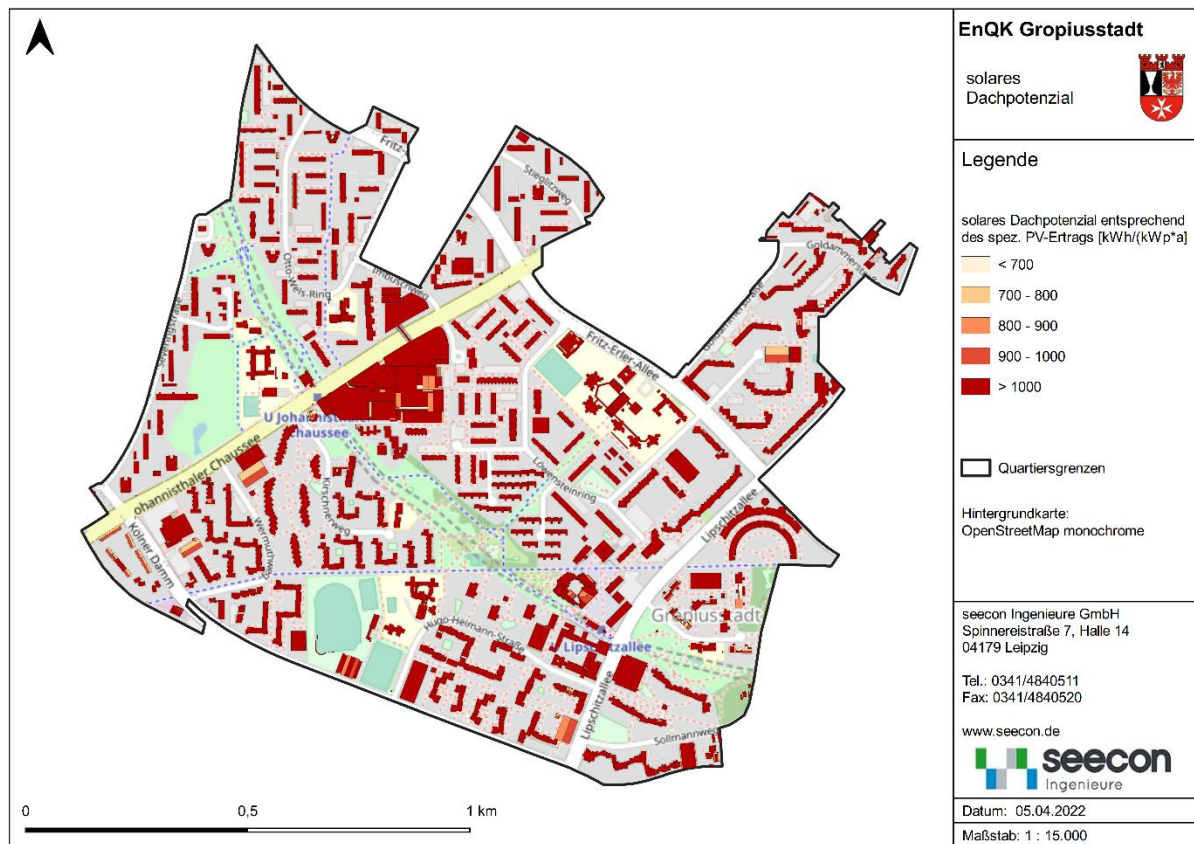 EnQK Gropiusstadt
solares
Dachpotenzial
Legende
solares Dachpotenzial entsprechend
des spez. PV-Ertrags [kWh/(kWp*a]
< 700
700 - 800
800 - 900
900 - 1000
> 1000
Quartiersgrenzen
Hintergrundkarte:
OpenStreetMap monochrome
seecon Ingenieure GmbH
Spinnereistraße 7, Halle 14
04179 Leipzig
Tel.: 0341/4840511
Fax: 0341/4840520
www.seecon.de
seecon
Ingenieure
Datum: 05.04.2022
Maßstab: 1 : 15.000
Fritz-
Stieglitzweg
Goldammerstraße
Otto-Wels-Ring
Imbuschweg
Goldammerstraße
Fritz-Erler-Allee
U Johannisthaler
Chaussee
ohannisthaler Chaussee
Löwensteinring
Kirschnerweg
Lipschitzallee
Kölner Damm
Wermuthweg
Gropiusstadt
Hugo-Heimann-Straße
Lipschitzallee
Lipschitzallee
Sollmannweg
0
0,5
1 km